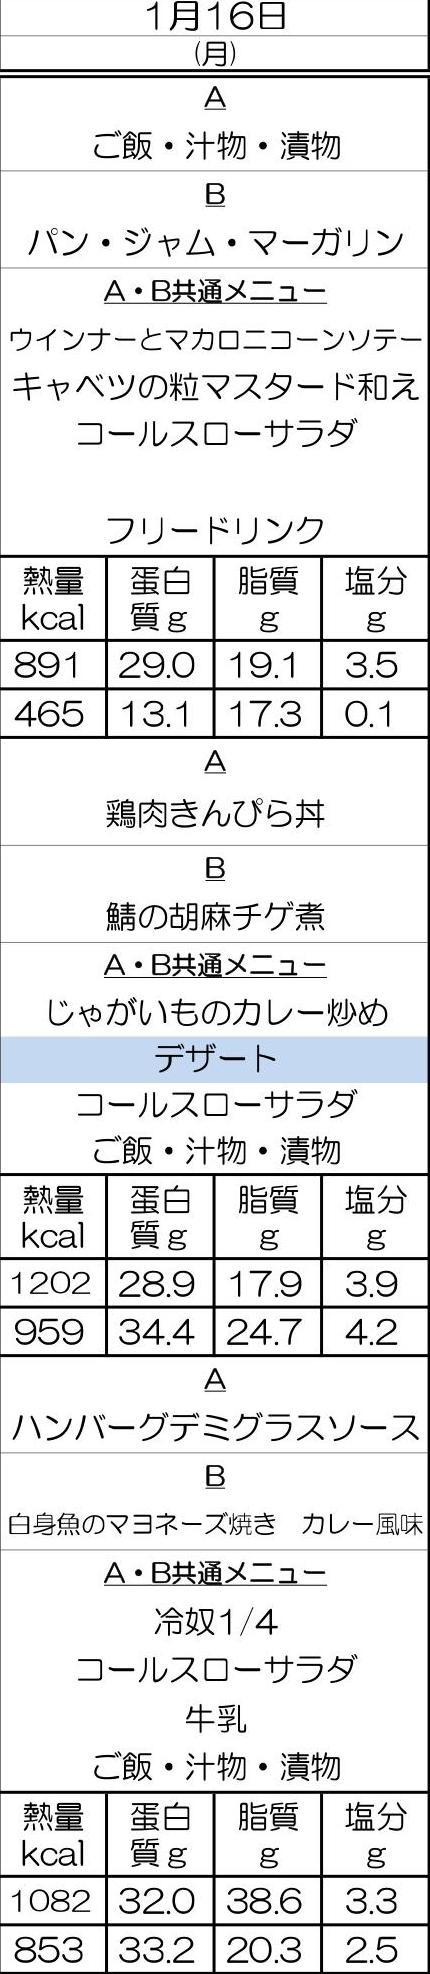 1月16日
(月)
A
ご飯・汁物・漬物
B
パン・ジャム・マーガリン
A・B共通メニュー
ウインナーとマカロニコーンソテー
キャベツの粒マスタード和え
コールスローサラダ
フリードリンク
熱量 蛋白 脂質 塩分
kcal 質g g g
891 29.0 19.1 3.5
465 13.1 17.3 0.1
A
鶏肉きんぴら丼
B
鯖の胡麻チゲ煮
A・B共通メニュー
じゃがいものカレー炒め
デザート
コールスローサラダ
ご飯・汁物・漬物
熱量 蛋白 脂質 塩分
kcal 質g g g
1202 28.9 17.9 3.9
959 34.4 24.7 4.2
A
ハンバーグデミグラスソース
B
白身魚のマヨネーズ焼き　カレー風味
A・B共通メニュー
冷奴1/4
コールスローサラダ
牛乳
ご飯・汁物・漬物
熱量 蛋白 脂質 塩分
kcal 質g g g
1082 32.0 38.6 3.3
853 33.2 20.3 2.5